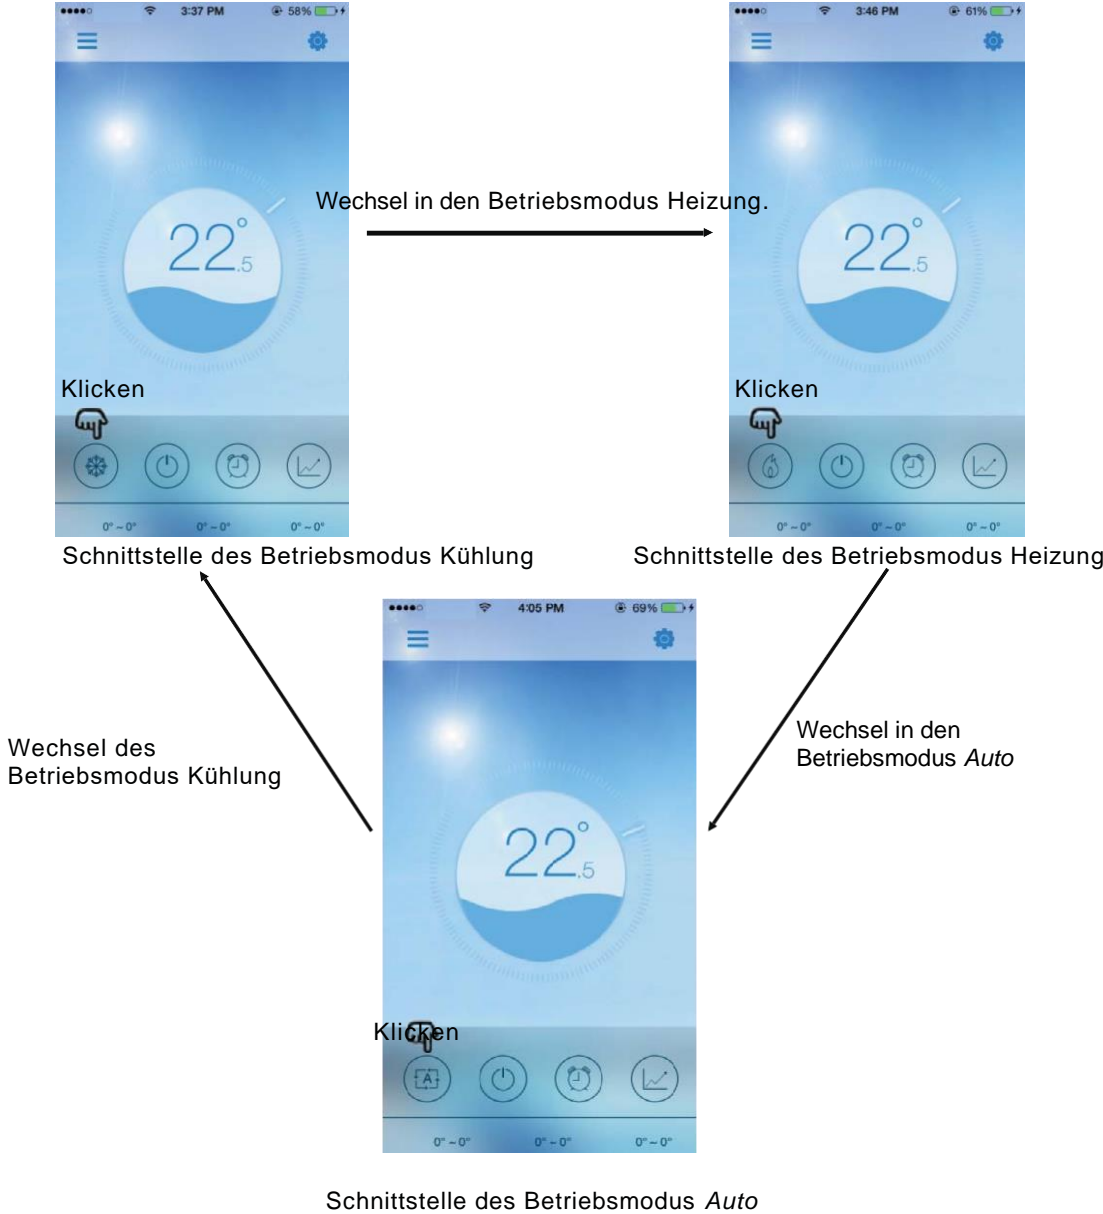 3:37 PM 58%
3:46 PM 61%
Wechsel in den Betriebsmodus Heizung.
22°.5
22°.5
Klicken
Klicken
0° ~ 0° 0° ~ 0° 0° ~ 0°
0° ~ 0° 0° ~ 0° 0° ~ 0°
Schnittstelle des Betriebsmodus Kühlung
Schnittstelle des Betriebsmodus Heizung
4:05 PM 69%
Wechsel des
Betriebsmodus Kühlung
Wechsel in den
Betriebsmodus Auto
22°.5
Klicken
A
0° ~ 0° 0° ~ 0° 0° ~ 0°
Schnittstelle des Betriebsmodus Auto